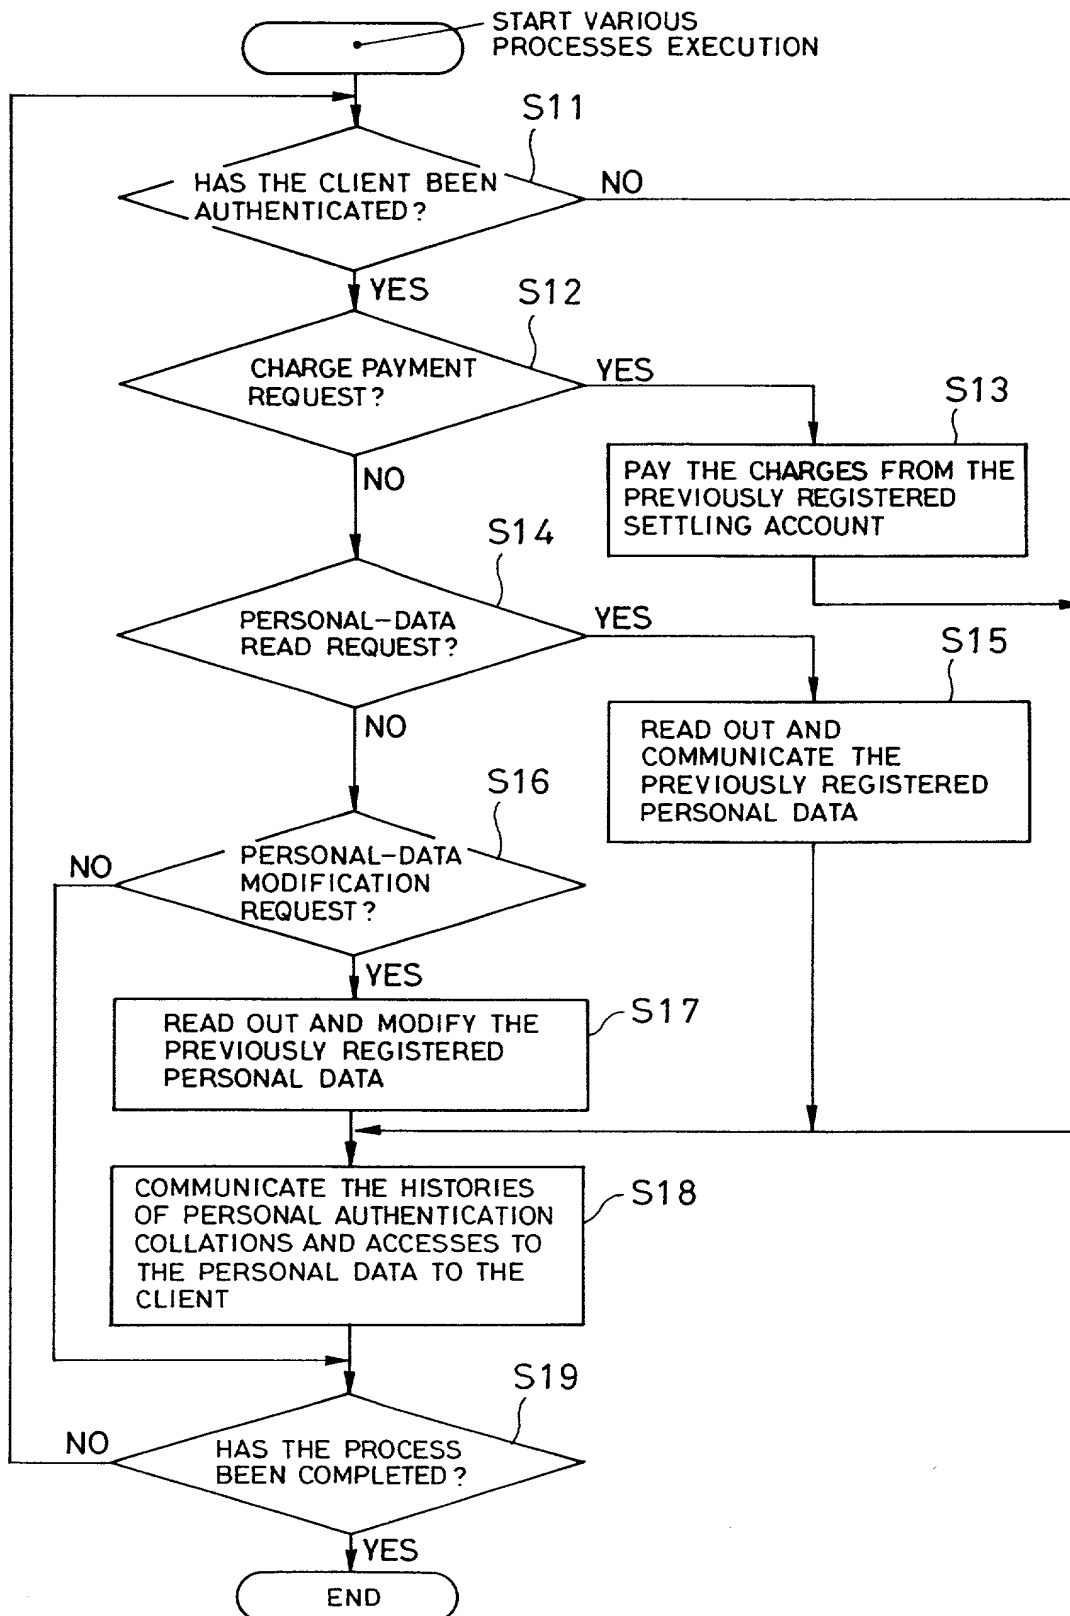 START VARIOUS
PROCESSES EXECUTION
S11
HAS THE CLIENT BEEN
AUTHENTICATED?
NO
YES
S12
CHARGE PAYMENT
REQUEST?
YES
S13
PAY THE CHARGES FROM THE
PREVIOUSLY REGISTERED
SETTLING ACCOUNT
NO
S14
PERSONAL-DATA
READ REQUEST?
YES
S15
READ OUT AND
COMMUNICATE THE
PREVIOUSLY REGISTERED
PERSONAL DATA
NO
S16
PERSONAL-DATA
MODIFICATION
REQUEST?
NO
YES
S17
READ OUT AND MODIFY THE
PREVIOUSLY REGISTERED
PERSONAL DATA
S18
COMMUNICATE THE HISTORIES
OF PERSONAL AUTHENTICATION
COLLATIONS AND ACCESSES TO
THE PERSONAL DATA TO THE
CLIENT
S19
HAS THE PROCESS
BEEN COMPLETED?
NO
YES
END